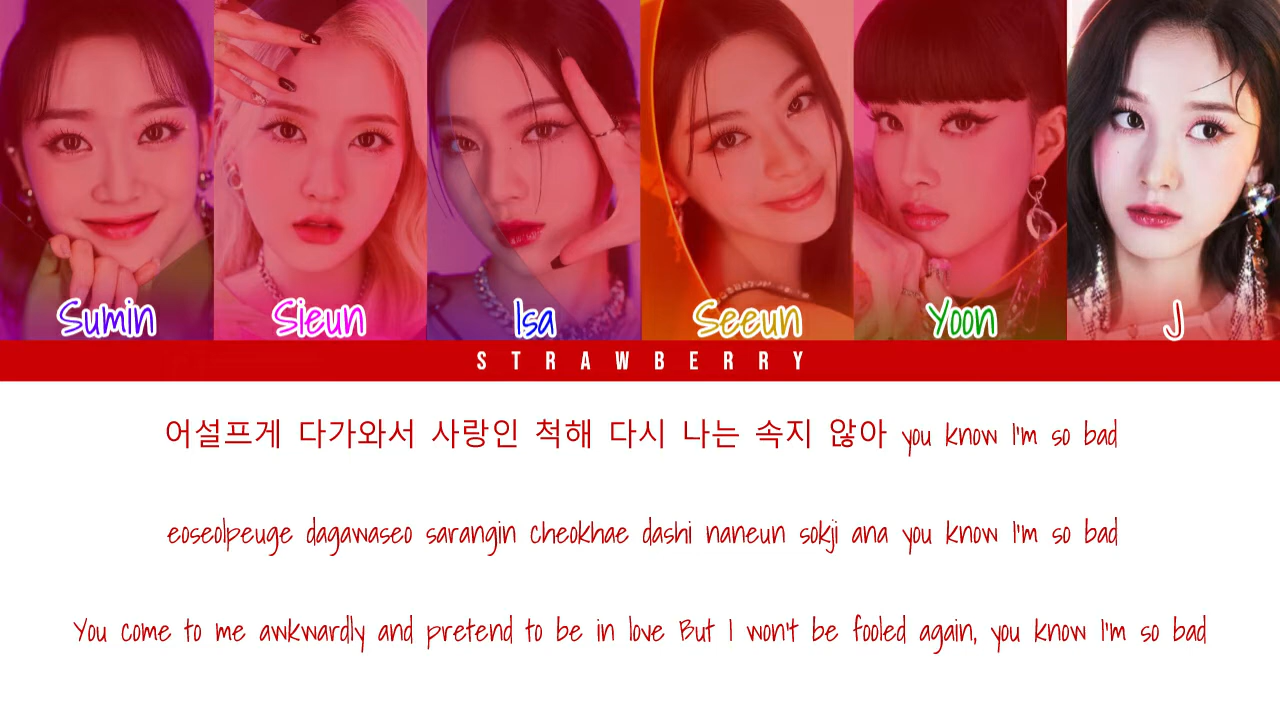 Sumin Sieun Isa Seeun Yoon J
STRAWBERRY
어설프게 다가와서 사랑인 척해 다시 나는 속지 않아 you know I'm so bad
eoseolpeuge dagawaseo sarangin cheokhae dashi naneun sokji ana you know I'm so bad
You come to me awkwardly and pretend to be in love But I won't be fooled again, you know I'm so bad